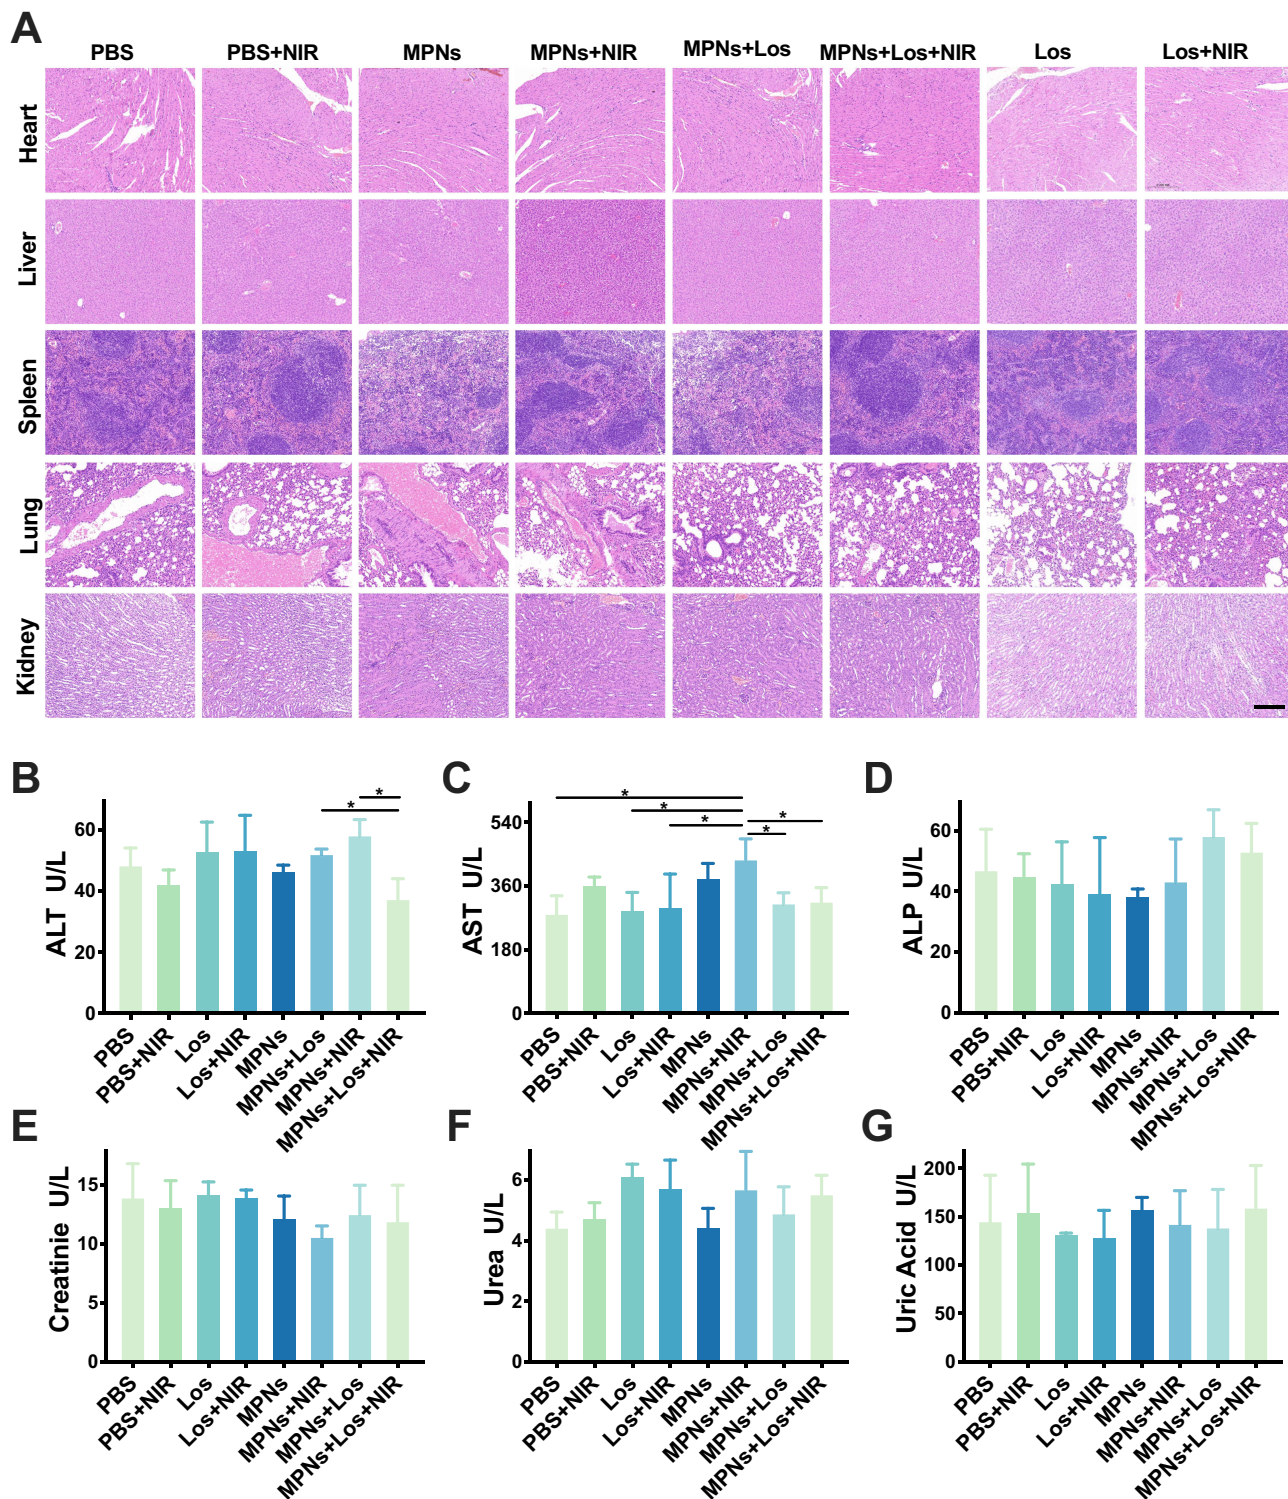 A
PBS PBS+NIR MPNs MPNs+NIR MPNs+Los MPNs+Los+NIR Los Los+NIR
Heart
Liver
Spleen
Lung
Kidney
B
ALT U/L
60
40
20
0
* *
PBS PBS+NIR Los Los+NIR MPNs MPNs+Los MPNs+NIR MPNs+Los+NIR
C
AST U/L
540
360
180
0
* * * * *
PBS PBS+NIR Los Los+NIR MPNs MPNs+NIR MPNs+Los MPNs+Los+NIR
D
ALP U/L
60
40
20
0
PBS PBS+NIR Los Los+NIR MPNs MPNs+NIR MPNs+Los MPNs+Los+NIR
E
Creatinie U/L
15
10
5
0
PBS PBS+NIR Los Los+NIR MPNs MPNs+NIR MPNs+Los MPNs+Los+NIR
F
Urea U/L
6
4
2
0
PBS PBS+NIR Los Los+NIR MPNs MPNs+NIR MPNs+Los MPNs+Los+NIR
G
Uric Acid U/L
200
150
100
50
0
PBS PBS+NIR Los Los+NIR MPNs MPNs+NIR MPNs+Los MPNs+Los+NIR